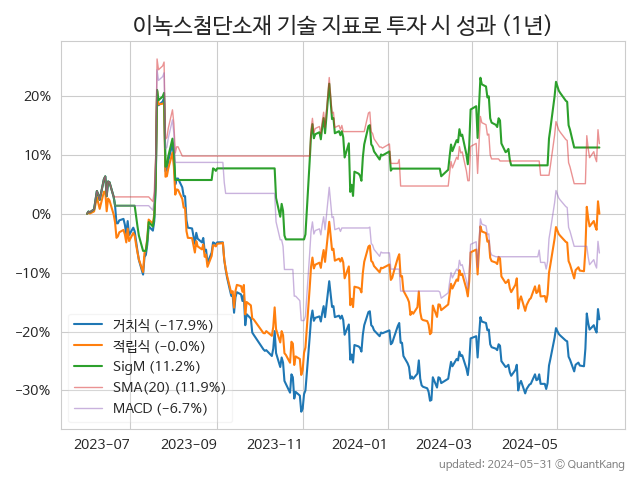 이녹스첨단소재 기술 지표로 투자 시 성과 (1년)
20%
10%
0%
−10%
−20%
−30%
거치식 (−17.9%)
적립식 (−0.0%)
SigM (11.2%)
SMA(20) (11.9%)
MACD (−6.7%)
2023-07
2023-09
2023-11
2024-01
2024-03
2024-05
updated: 2024-05-31 ⓒ QuantKang